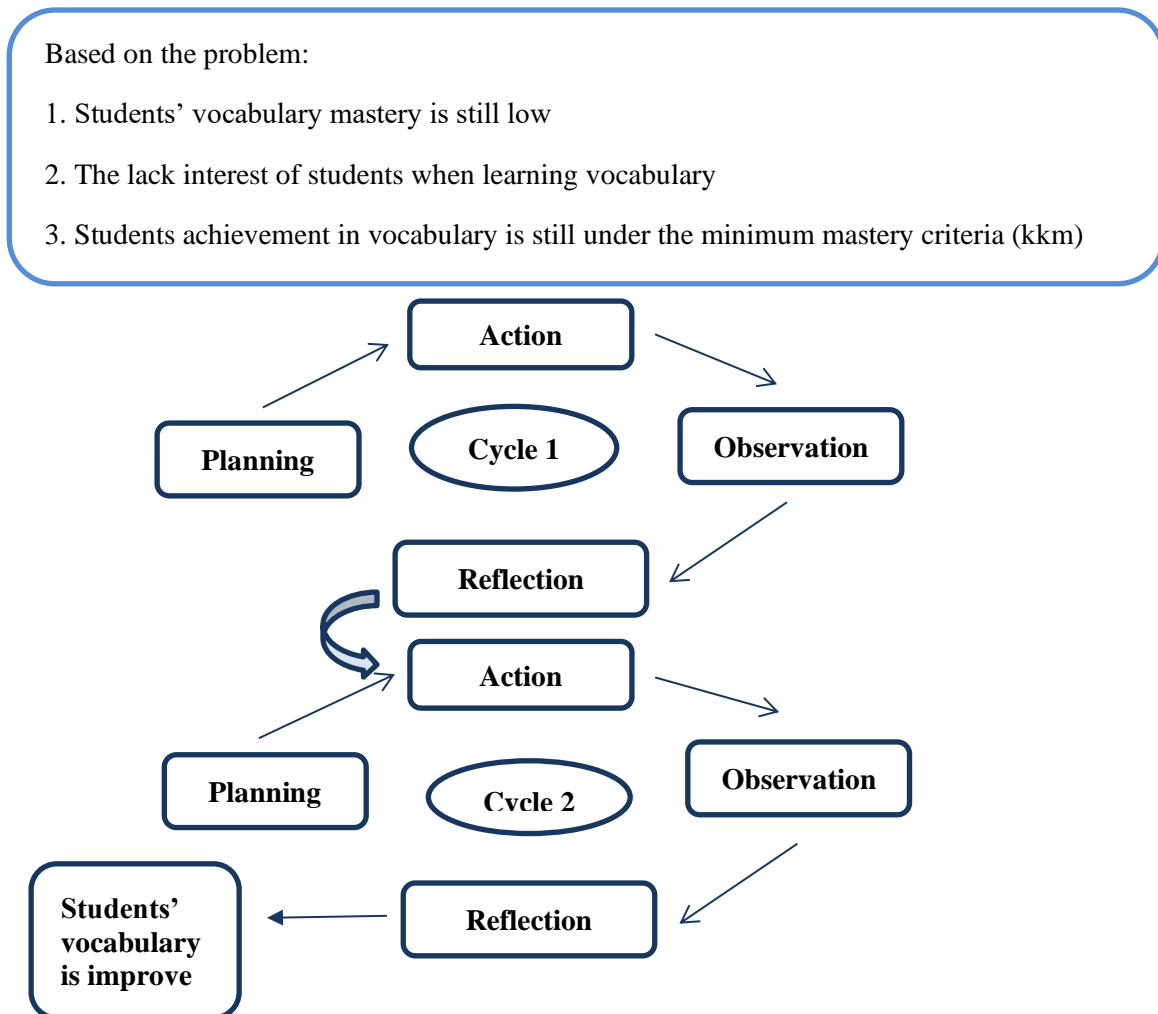 Based on the problem:
1. Students’ vocabulary mastery is still low
2. The lack interest of students when learning vocabulary
3. Students achievement in vocabulary is still under the minimum mastery criteria (kkm)
Action
Planning
Cycle 1
Observation
Reflection
Action
Planning
Cycle 2
Observation
Reflection
Students’
vocabulary
is improve